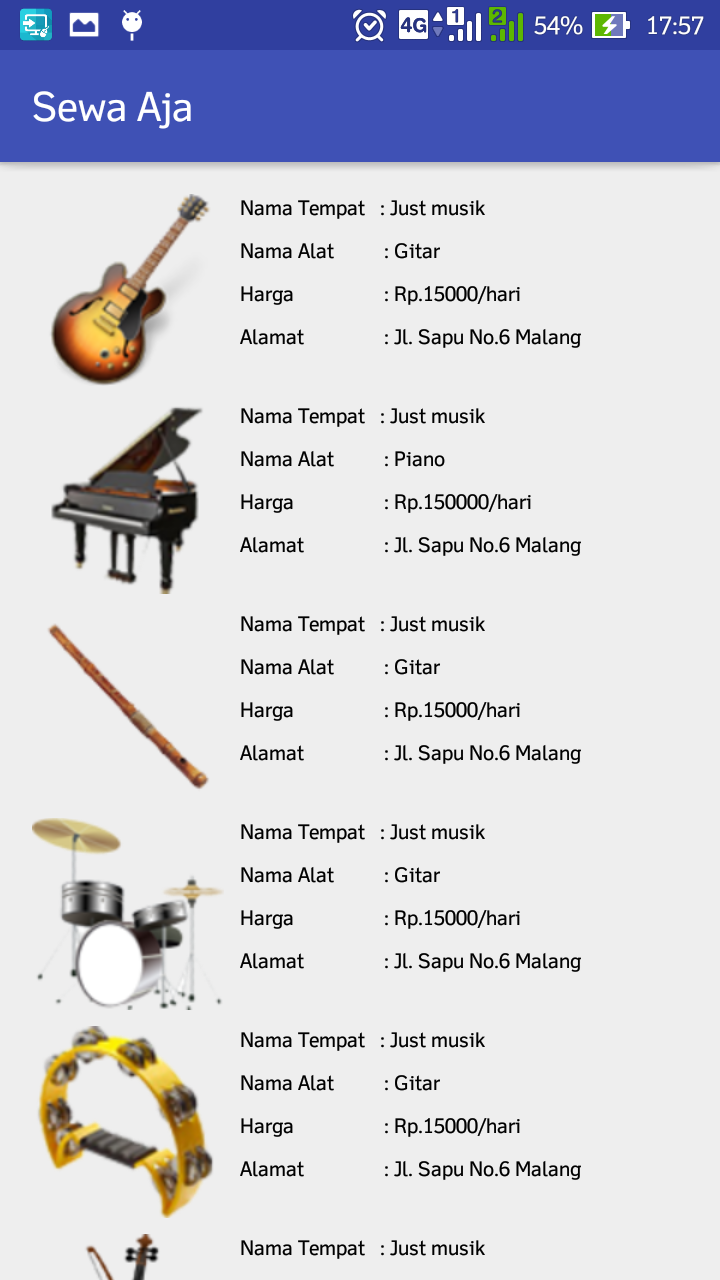 4G 1 2 54% 17:57
Sewa Aja
Nama Tempat : Just musik
Nama Alat : Gitar
Harga : Rp.15000/hari
Alamat : Jl. Sapu No.6 Malang
Nama Tempat : Just musik
Nama Alat : Piano
Harga : Rp.150000/hari
Alamat : Jl. Sapu No.6 Malang
Nama Tempat : Just musik
Nama Alat : Gitar
Harga : Rp.15000/hari
Alamat : Jl. Sapu No.6 Malang
Nama Tempat : Just musik
Nama Alat : Gitar
Harga : Rp.15000/hari
Alamat : Jl. Sapu No.6 Malang
Nama Tempat : Just musik
Nama Alat : Gitar
Harga : Rp.15000/hari
Alamat : Jl. Sapu No.6 Malang
Nama Tempat : Just musik